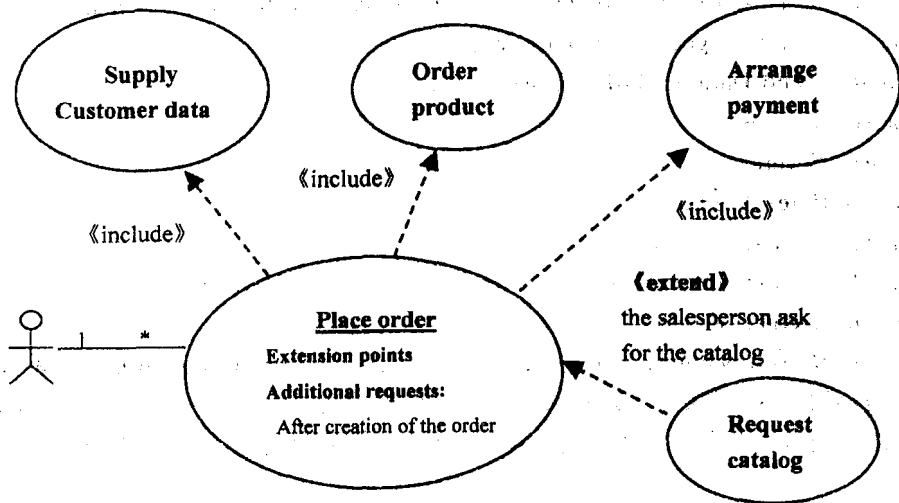 Supply
Customer data
Order
product
Arrange
payment
《include》
《include》
《include》
《extend》
the salesperson ask
for the catalog
Place order
Extension points
Additional requests:
After creation of the order
1
*
Request
catalog